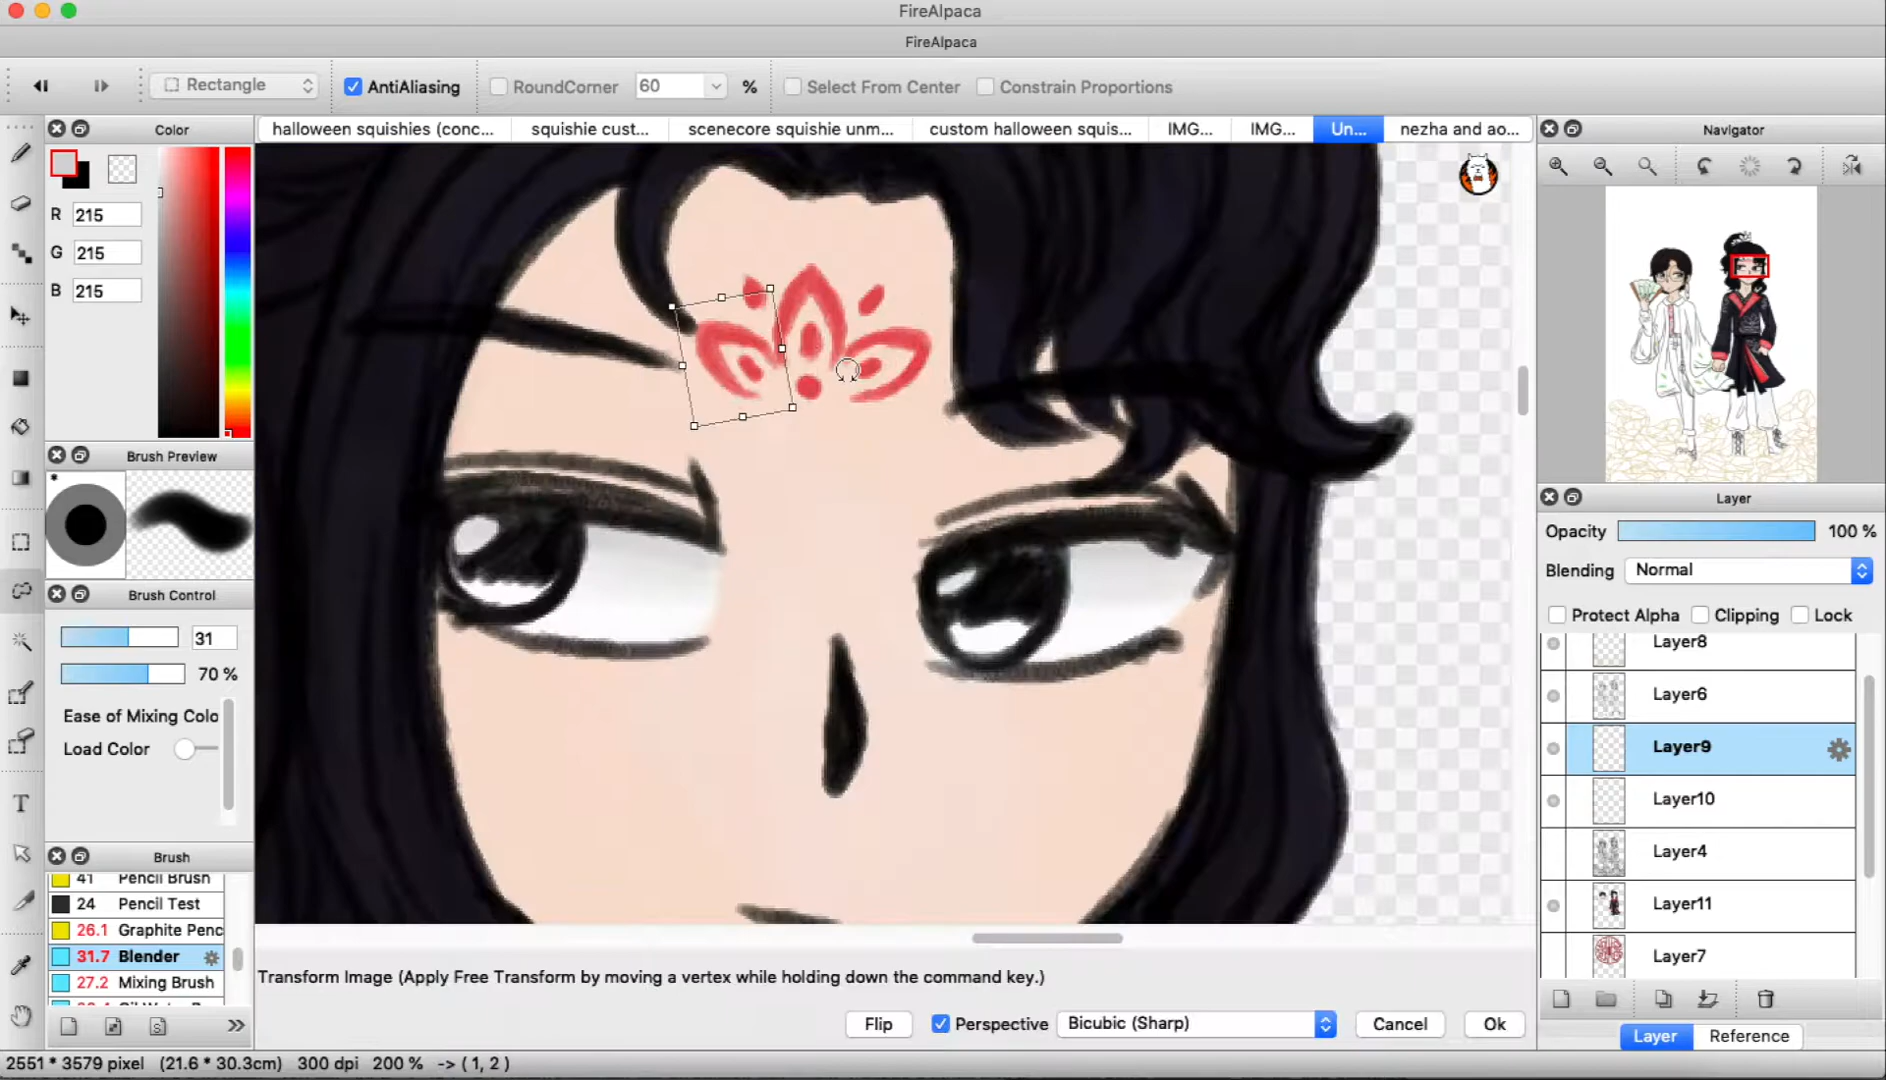 FireAlpaca
FireAlpaca
Rectangle
AntiAliasing
RoundCorner
60
%
Select From Center
Constrain Proportions
Color
halloween squishies (conc...
squishie cust...
scenecore squishie unm...
custom halloween squis...
IMG...
IMG...
Un...
nezha and ao...
Navigator
R 215
G 215
B 215
Brush Preview
Brush Control
31
70 %
Ease of Mixing Colo
Load Color
Brush
41 Pencil Brush
24 Pencil Test
26.1 Graphite Penc
31.7 Blender
27.2 Mixing Brush
Layer
Opacity 100 %
Blending Normal
Protect Alpha Clipping Lock
Layer8
Layer6
Layer9
Layer10
Layer4
Layer11
Layer7
Transform Image (Apply Free Transform by moving a vertex while holding down the command key.)
Flip Perspective Bicubic (Sharp) Cancel Ok
Layer Reference
2551 * 3579 pixel (21.6 * 30.3cm) 300 dpi 200 % -> ( 1, 2 )